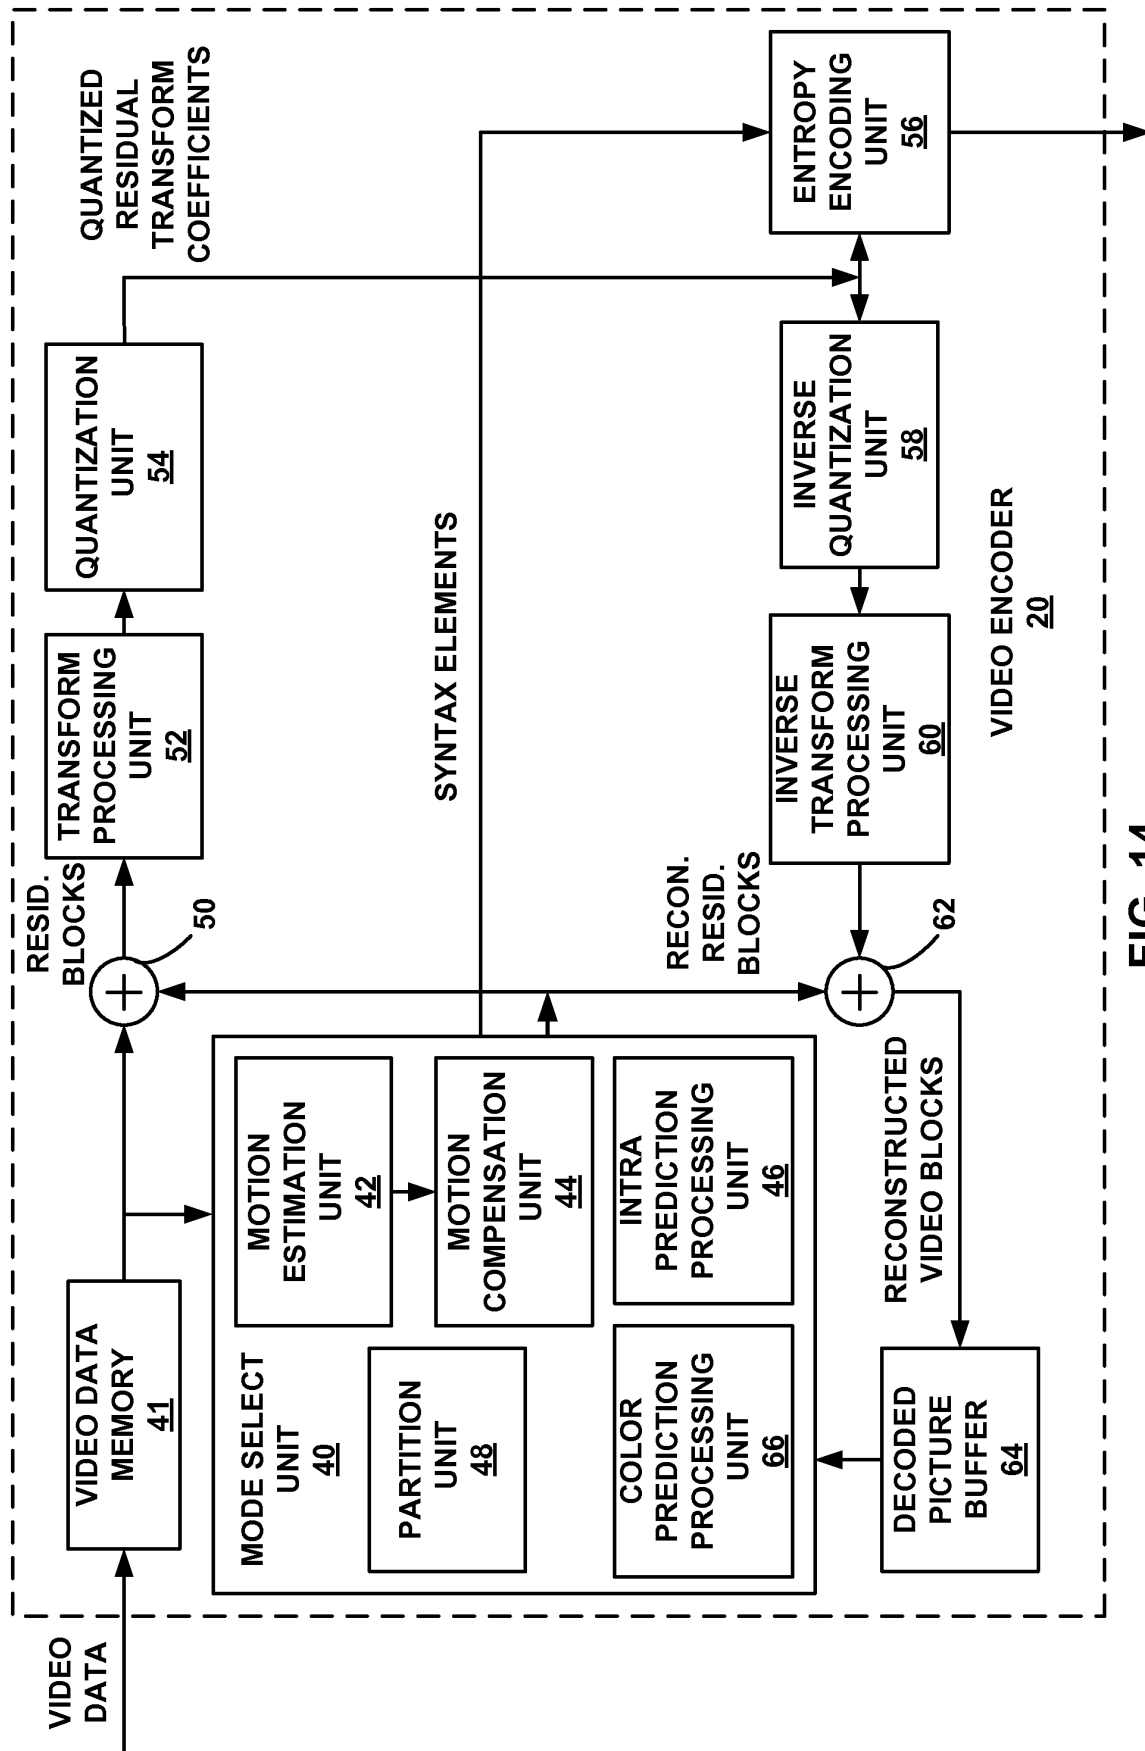 VIDEO
DATA
VIDEO DATA
MEMORY
41
RESID.
BLOCKS
50
TRANSFORM
PROCESSING
UNIT
52
QUANTIZATION
UNIT
54
QUANTIZED
RESIDUAL
TRANSFORM
COEFFICIENTS
MODE SELECT
UNIT
40
MOTION
ESTIMATION
UNIT
42
PARTITION
UNIT
48
MOTION
COMPENSATION
UNIT
44
SYNTAX ELEMENTS
COLOR
PREDICTION
PROCESSING
UNIT
66
INTRA
PREDICTION
PROCESSING
UNIT
46
RECON.
RESID.
BLOCKS
62
INVERSE
TRANSFORM
PROCESSING
UNIT
60
INVERSE
QUANTIZATION
UNIT
58
ENTROPY
ENCODING
UNIT
56
DECODED
PICTURE
BUFFER
64
RECONSTRUCTED
VIDEO BLOCKS
VIDEO ENCODER
20
FIG. 14